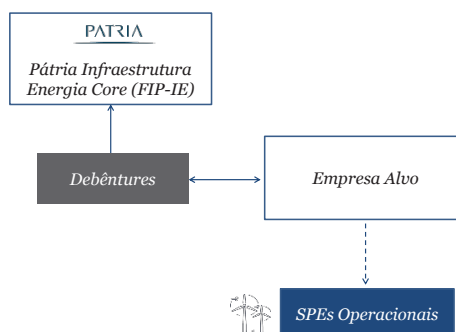 PATRIA
Pátria Infraestrutura
Energia Core (FIP-IE)
Debêntures
Empresa Alvo
SPEs Operacionais